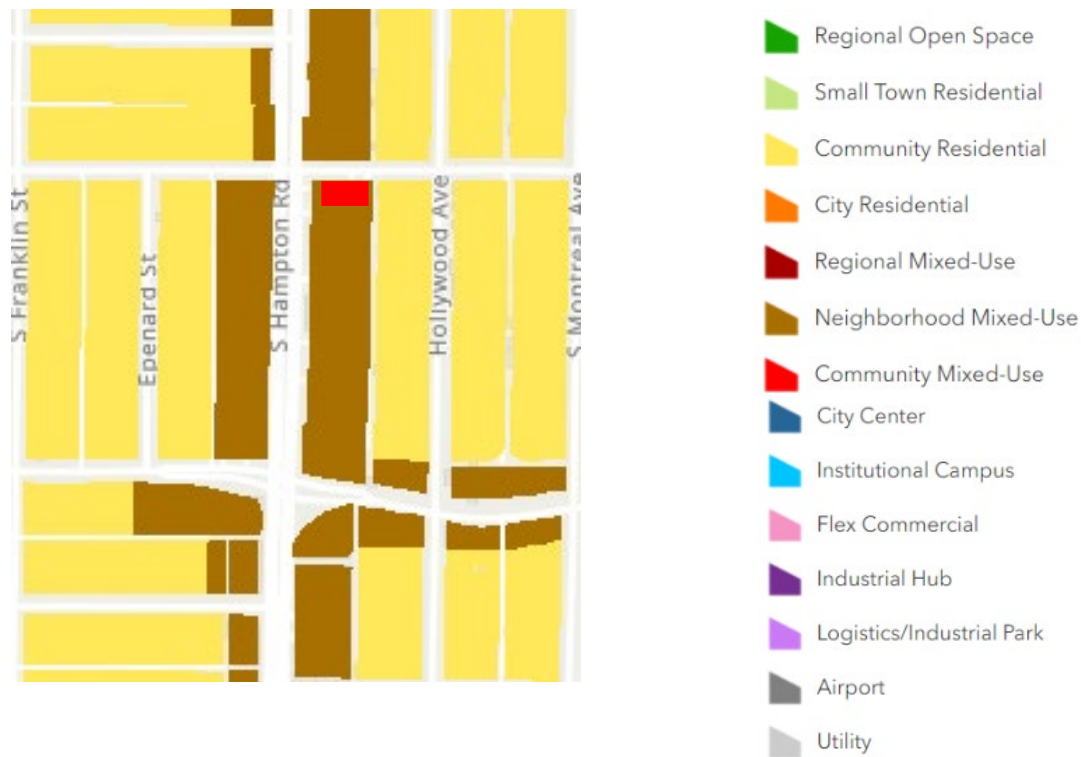 S Franklin St
Epenard St
S Hampton Rd
Hollywood Ave
S Montreal Ave
Regional Open Space
Small Town Residential
Community Residential
City Residential
Regional Mixed-Use
Neighborhood Mixed-Use
Community Mixed-Use
City Center
Institutional Campus
Flex Commercial
Industrial Hub
Logistics/Industrial Park
Airport
Utility